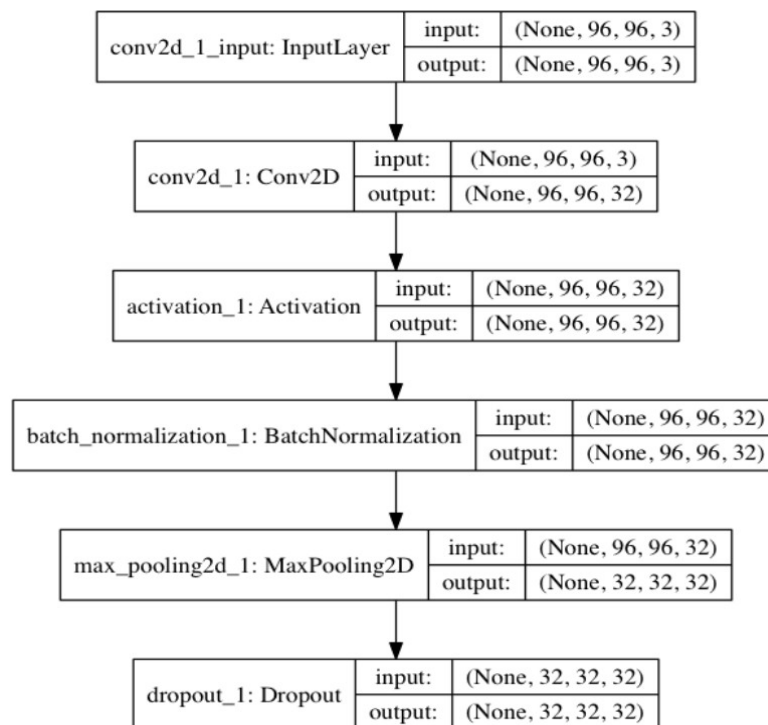 conv2d_1_input: InputLayer
input: (None, 96, 96, 3)
output: (None, 96, 96, 3)
conv2d_1: Conv2D
input: (None, 96, 96, 3)
output: (None, 96, 96, 32)
activation_1: Activation
input: (None, 96, 96, 32)
output: (None, 96, 96, 32)
batch_normalization_1: BatchNormalization
input: (None, 96, 96, 32)
output: (None, 96, 96, 32)
max_pooling2d_1: MaxPooling2D
input: (None, 96, 96, 32)
output: (None, 32, 32, 32)
dropout_1: Dropout
input: (None, 32, 32, 32)
output: (None, 32, 32, 32)